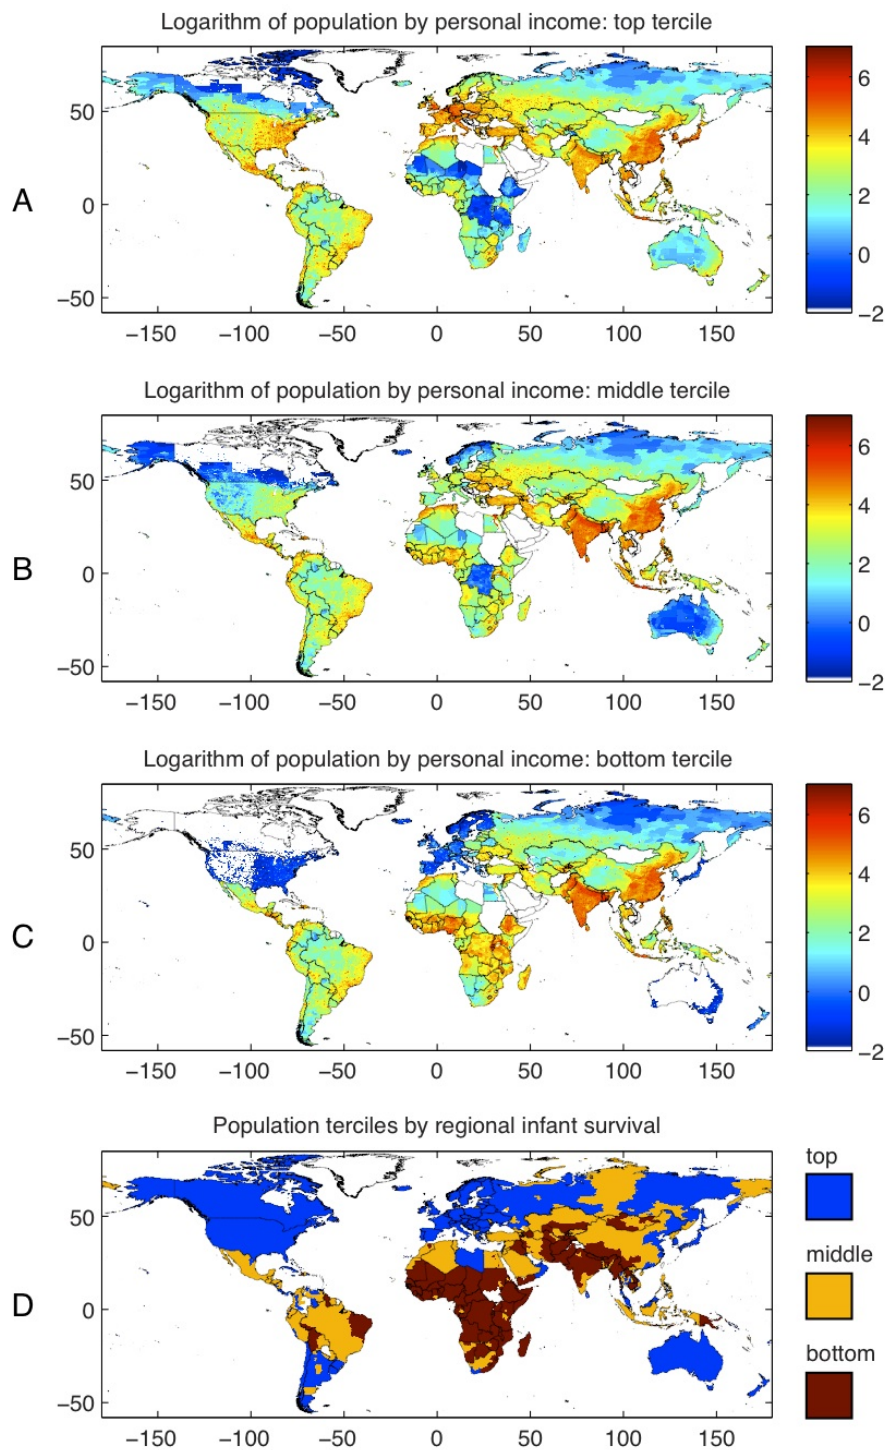 Logarithm of population by personal income: top tercile
A
50
0
−50
−150 −100 −50 0 50 100 150
6
4
2
0
−2
Logarithm of population by personal income: middle tercile
B
50
0
−50
−150 −100 −50 0 50 100 150
6
4
2
0
−2
Logarithm of population by personal income: bottom tercile
C
50
0
−50
−150 −100 −50 0 50 100 150
6
4
2
0
−2
Population terciles by regional infant survival
D
50
0
−50
−150 −100 −50 0 50 100 150
top
middle
bottom